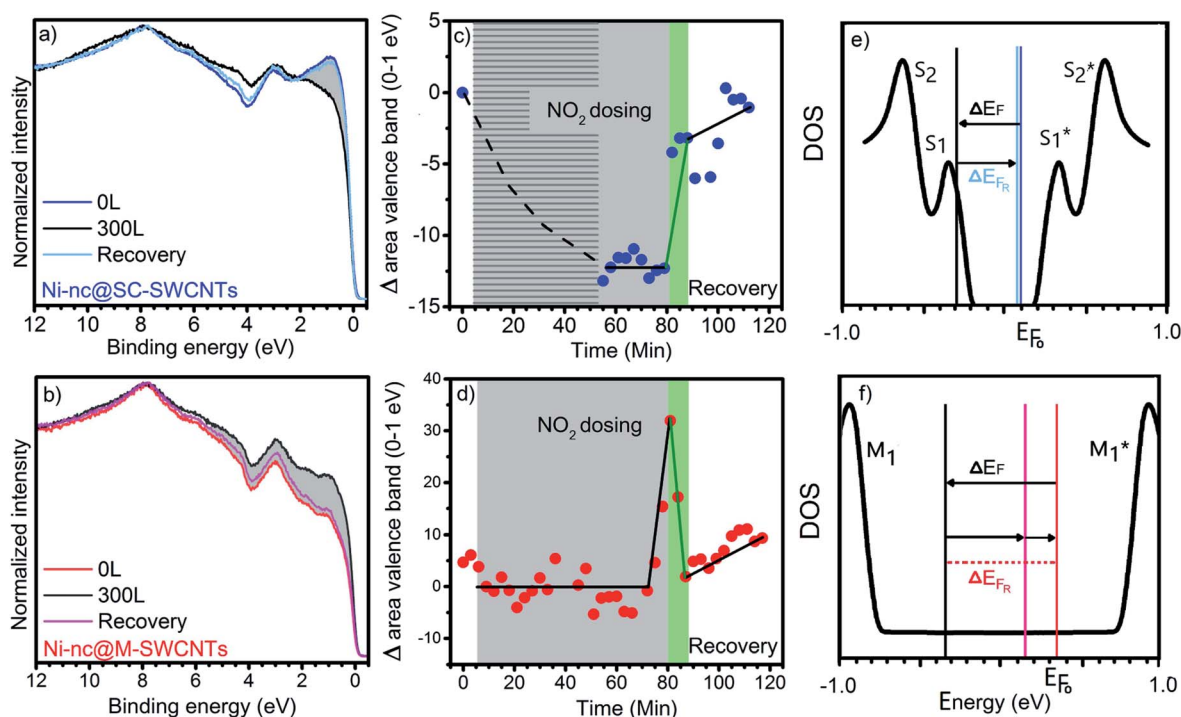 a)
Normalized intensity
0L
300L
Recovery
Ni-nc@SC-SWCNTs
12 10 8 6 4 2 0
Binding energy (eV)
c)
Δ area valence band (0-1 eV)
5
0
-5
-10
-15
NO2 dosing
Recovery
0 20 40 60 80 100 120
Time (Min)
e)
DOS
S2
S1
ΔEF
ΔEFR
S1*
S2*
-1.0 EF0 1.0
b)
Normalized intensity
0L
300L
Recovery
Ni-nc@M-SWCNTs
12 10 8 6 4 2 0
Binding energy (eV)
d)
Δ area valence band (0-1 eV)
40
30
20
10
0
-10
NO2 dosing
Recovery
0 20 40 60 80 100 120
Time (Min)
f)
DOS
M1
M1*
ΔEF
ΔEFR
EF0
-1.0 1.0
Energy (eV)